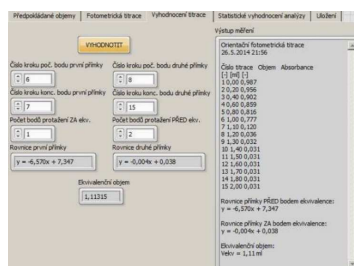 Předpokládané objemy
Fotometrická titrace
Vyhodnocení titrace
Statistické vyhodnocení analýzy
Uložení
VYHODNOTIT
Číslo kroku poč. bodu první přímky
6
Číslo kroku poč. bodu druhé přímky
8
Číslo kroku konc. bodu první přímky
7
Číslo kroku konc. bodu druhé přímky
15
Počet bodů protažení ZA ekv.
1
Počet bodů protažení PŘED ekv.
2
Rovnice první přímky
y = -6,570x + 7,347
Rovnice druhé přímky
y = -0,004x + 0,038
Ekvivalenční objem
1,11315
Výstup měření
Orientační fotometrická titrace
26.5.2014 21:56
Číslo titrace Objem Absorbance
[-] [ml] [-]
1 0,00 0,987
2 0,20 0,956
3 0,40 0,902
4 0,60 0,859
5 0,80 0,816
6 1,00 0,777
7 1,10 0,120
8 1,20 0,036
9 1,30 0,032
10 1,40 0,031
11 1,50 0,031
12 1,60 0,031
13 1,70 0,031
14 1,80 0,031
15 2,00 0,031
Rovnice přímky PŘED bodem ekvivalence:
y = -6,570x + 7,347
Rovnice přímky ZA bodem ekvivalence:
y = -0,004x + 0,038
Ekvivalenční objem:
Vekv = 1,11 ml